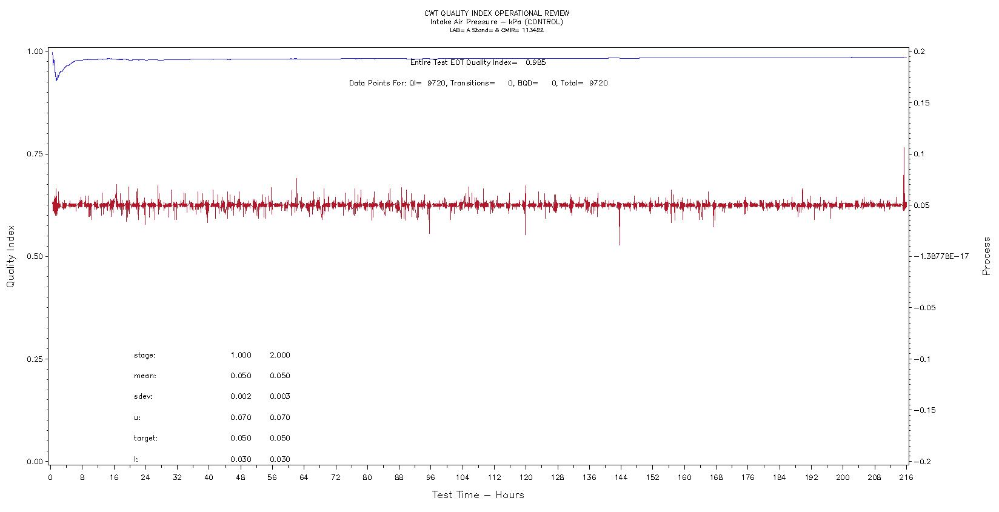 CWT QUALITY INDEX OPERATIONAL REVIEW
Intake Air Pressure - kPa (CONTROL)
LAB= A Stand= 8 CMIR= 113422
1.00
0.75
0.50
0.25
0.00
Quality Index
Entire Test EOT Quality Index= 0.985
Data Points For: QI= 9720, Transitions= 0, BQD= 0, Total= 9720
stage: 1.000 2.000
mean: 0.050 0.050
sdev: 0.002 0.003
u: 0.070 0.070
target: 0.050 0.050
l: 0.030 0.030
0.2
0.15
0.1
0.05
-1.38778E-17
-0.05
-0.1
-0.15
-0.2
Process
0 8 16 24 32 40 48 56 64 72 80 88 96 104 112 120 128 136 144 152 160 168 176 184 192 200 208 216
Test Time - Hours